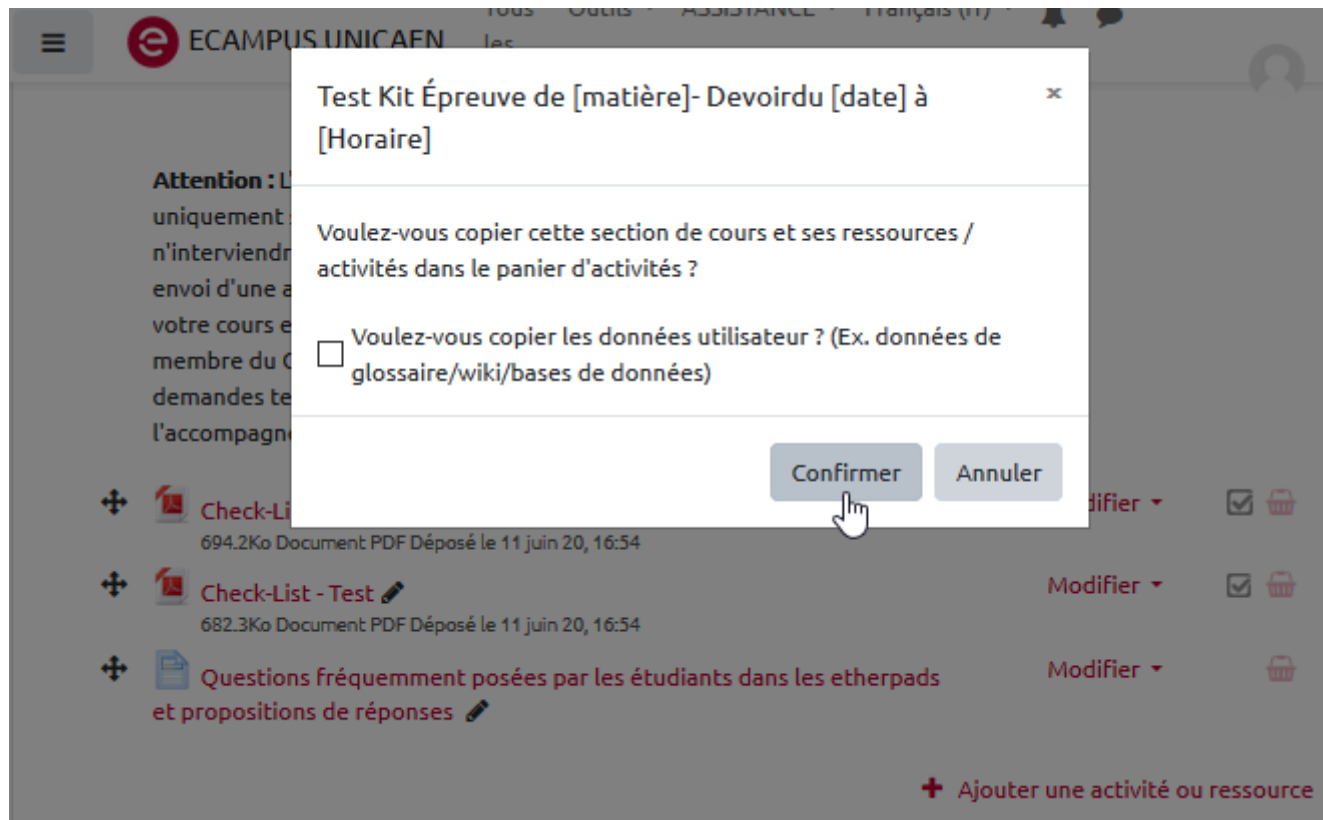 Tous Outils ASSISTANCE Français (fr)
ECAMPUS UNICAEN les
Test Kit Épreuve de [matière]- Devoirdu [date] à
[Horaire]
×
Attention : L'
uniquement
n'interviendr
envoi d'une a
votre cours e
membre du C
demandes te
l'accompagne
Voulez-vous copier cette section de cours et ses ressources /
activités dans le panier d'activités ?
Voulez-vous copier les données utilisateur ? (Ex. données de
glossaire/wiki/bases de données)
Confirmer Annuler
Check-Li difier
694.2Ko Document PDF Déposé le 11 juin 20, 16:54
Check-List - Test Modifier
682.3Ko Document PDF Déposé le 11 juin 20, 16:54
Questions fréquemment posées par les étudiants dans les etherpads Modifier
et propositions de réponses
Ajouter une activité ou ressource